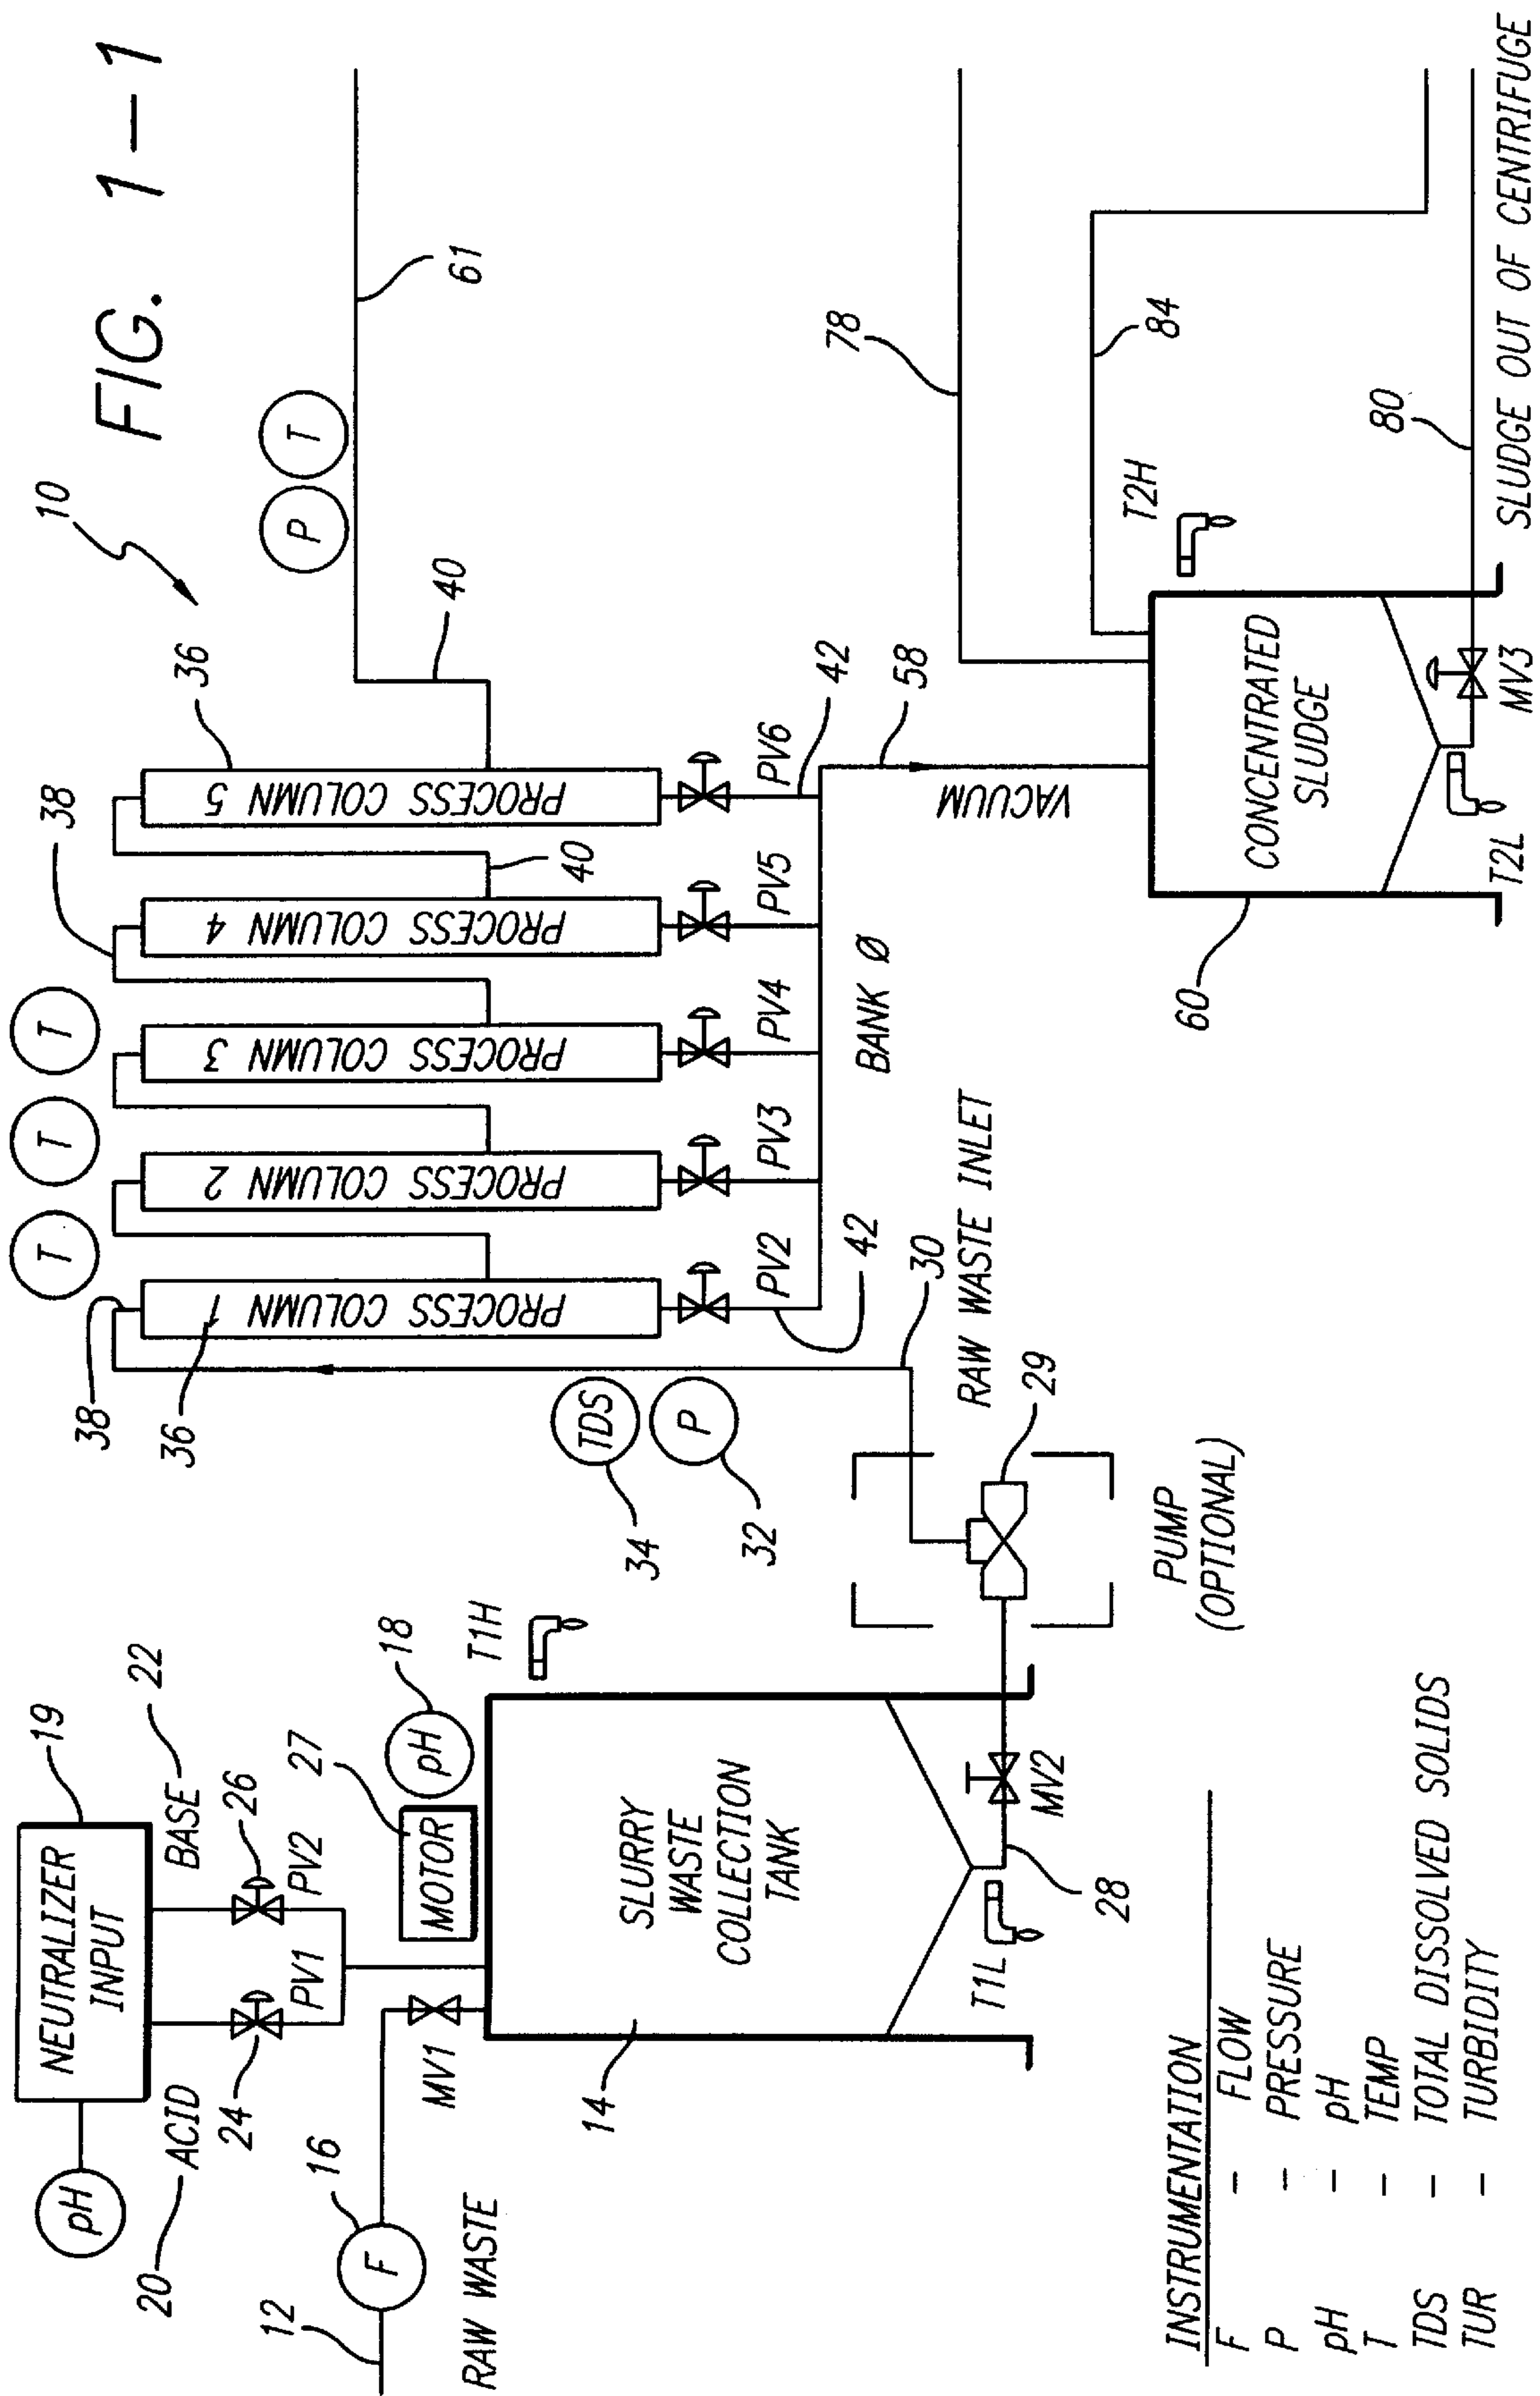 FIG. 1-1
10
NEUTRALIZER
INPUT
19
pH
20 ACID
BASE 22
24
PV1
26
PV2
12
F
16
RAW WASTE
MV1
MOTOR
27
pH
18
T1H
14
SLURRY
WASTE
COLLECTION
TANK
T1L
28
MV2
PUMP
(OPTIONAL)
29
RAW WASTE INLET
30
TDS
34
P
32
T
T
T
38
38
36
36
PROCESS COLUMN 1
PROCESS COLUMN 2
PROCESS COLUMN 3
PROCESS COLUMN 4
PROCESS COLUMN 5
40
40
P
T
61
PV2
PV3
PV4
PV5
PV6
42
42
BANK Ø
VACUUM
58
78
84
60
CONCENTRATED
SLUDGE
T2H
T2L
MV3
80
SLUDGE OUT OF CENTRIFUGE
INSTRUMENTATION
F - FLOW
P - PRESSURE
pH - pH
T - TEMP
TDS - TOTAL DISSOLVED SOLIDS
TUR - TURBIDITY